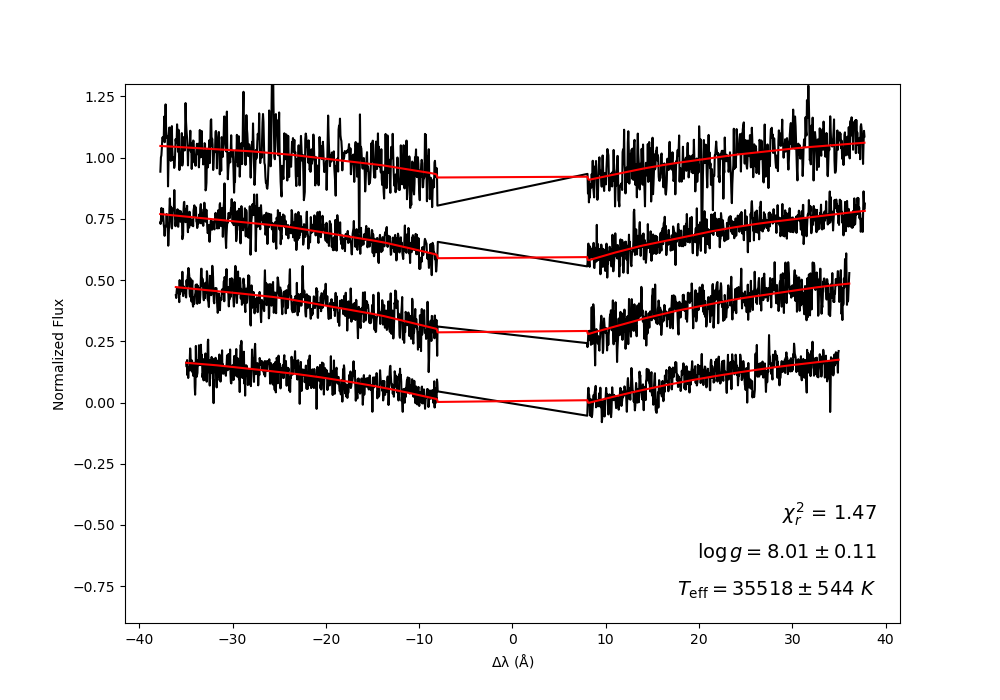 1.25
1.00
0.75
0.50
0.25
0.00
−0.25
−0.50
−0.75
Normalized Flux
χ_r^2 = 1.47
log g = 8.01 ± 0.11
T_eff = 35518 ± 544 K
−40 −30 −20 −10 0 10 20 30 40
Δλ (Å)